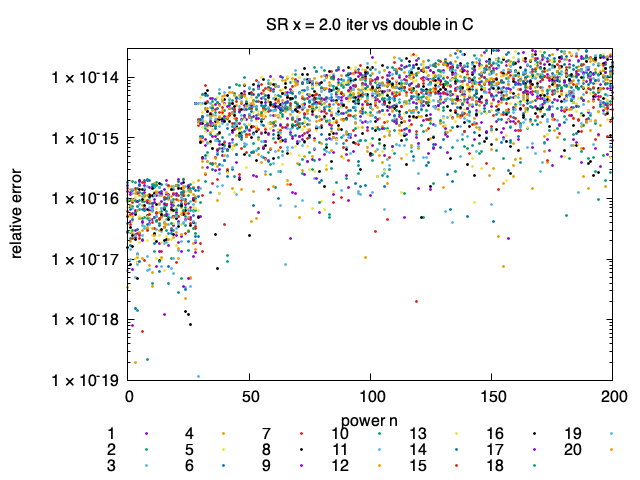 SR x = 2.0 iter vs double in C
relative error
1 × 10-14
1 × 10-15
1 × 10-16
1 × 10-17
1 × 10-18
1 × 10-19
0 50 100 150 200
power n
1 4 7 10 13 16 19
2 5 8 11 14 17 20
3 6 9 12 15 18